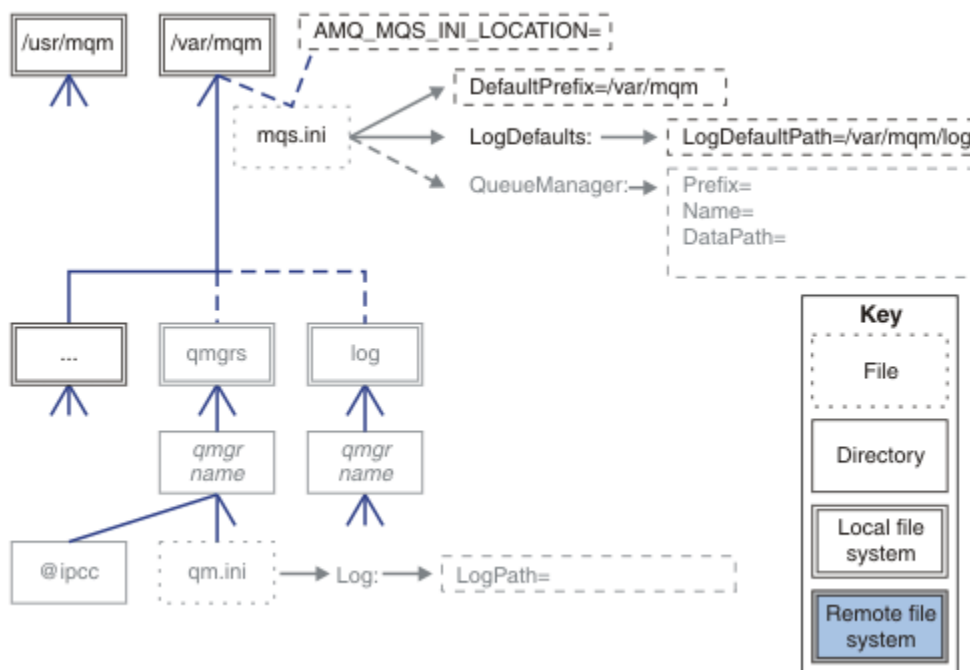 /usr/mqm
/var/mqm
AMQ_MQS_INI_LOCATION=
DefaultPrefix=/var/mqm
mqs.ini
LogDefaults:
LogDefaultPath=/var/mqm/log
QueueManager:
Prefix=
Name=
DataPath=
...
qmgrs
log
qmgr
name
qmgr
name
@ipcc
qm.ini
Log:
LogPath=
Key
File
Directory
Local file
system
Remote file
system